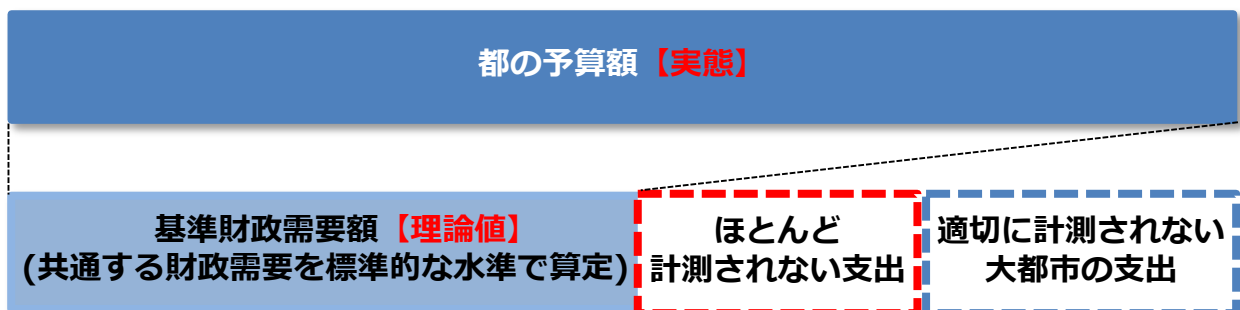 都の予算額【実態】
基準財政需要額【理論値】
(共通する財政需要を標準的な水準で算定)
ほとんど
計測されない支出
適切に計測されない
大都市の支出